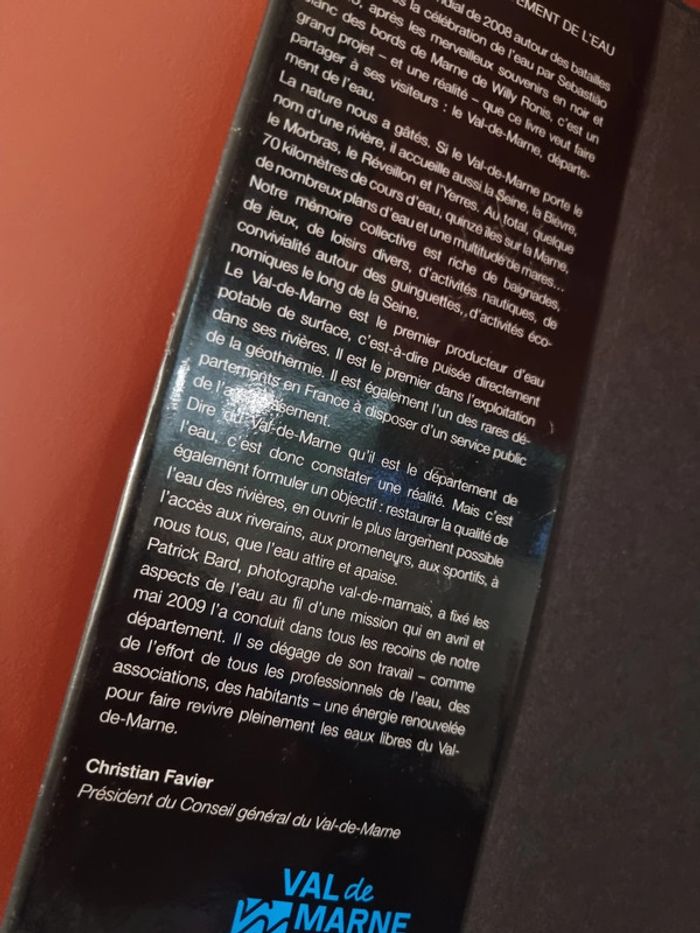 EMENT DE L'EAU
dial de 2008 autour des batailles
la célébration de l'eau par Sebastião
o, après les merveilleux souvenirs en noir et
blanc des bords de Marne de Willy Ronis, c'est un
grand projet – et une réalité – que ce livre veut faire
partager à ses visiteurs : le Val-de-Marne, départe-
ment de l'eau.
La nature nous a gâtés. Si le Val-de-Marne porte le
nom d'une rivière, il accueille aussi la Seine, la Bièvre,
le Morbras, le Réveillon et l'Yerres. Au total, quelque
70 kilomètres de cours d'eau, quinze îles sur la Marne,
de nombreux plans d'eau et une multitude de mares...
Notre mémoire collective est riche de baignades,
de jeux, de loisirs divers, d'activités nautiques, de
convivialité autour des guinguettes, d'activités éco-
nomiques le long de la Seine.
Le Val-de-Marne est le premier producteur d'eau
potable de surface, c'est-à-dire puisée directement
dans ses rivières. Il est le premier dans l'exploitation
de la géothermie. Il est également l'un des rares dé-
partements en France à disposer d'un service public
de l'assainissement.
Dire du Val-de-Marne qu'il est le département de
l'eau, c'est donc constater une réalité. Mais c'est
également formuler un objectif : restaurer la qualité de
l'eau des rivières, en ouvrir le plus largement possible
l'accès aux riverains, aux promeneurs, aux sportifs, à
nous tous, que l'eau attire et apaise.
Patrick Bard, photographe val-de-marnais, a fixé les
aspects de l'eau au fil d'une mission qui en avril et
mai 2009 l'a conduit dans tous les recoins de notre
département. Il se dégage de son travail – comme
de l'effort de tous les professionnels de l'eau, des
associations, des habitants – une énergie renouvelée
pour faire revivre pleinement les eaux libres du Val-
de-Marne.
Christian Favier
Président du Conseil général du Val-de-Marne
VAL de
MARNE